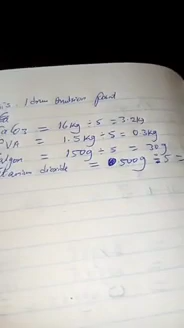 1 drum emulsion paint
CaCO3 = 16kg ÷ 5 = 3.2kg
PVA = 1.5kg ÷ 5 = 0.3kg
Calgon = 150g ÷ 5 = 30g
Titanium dioxide = 500g ÷ 5 =